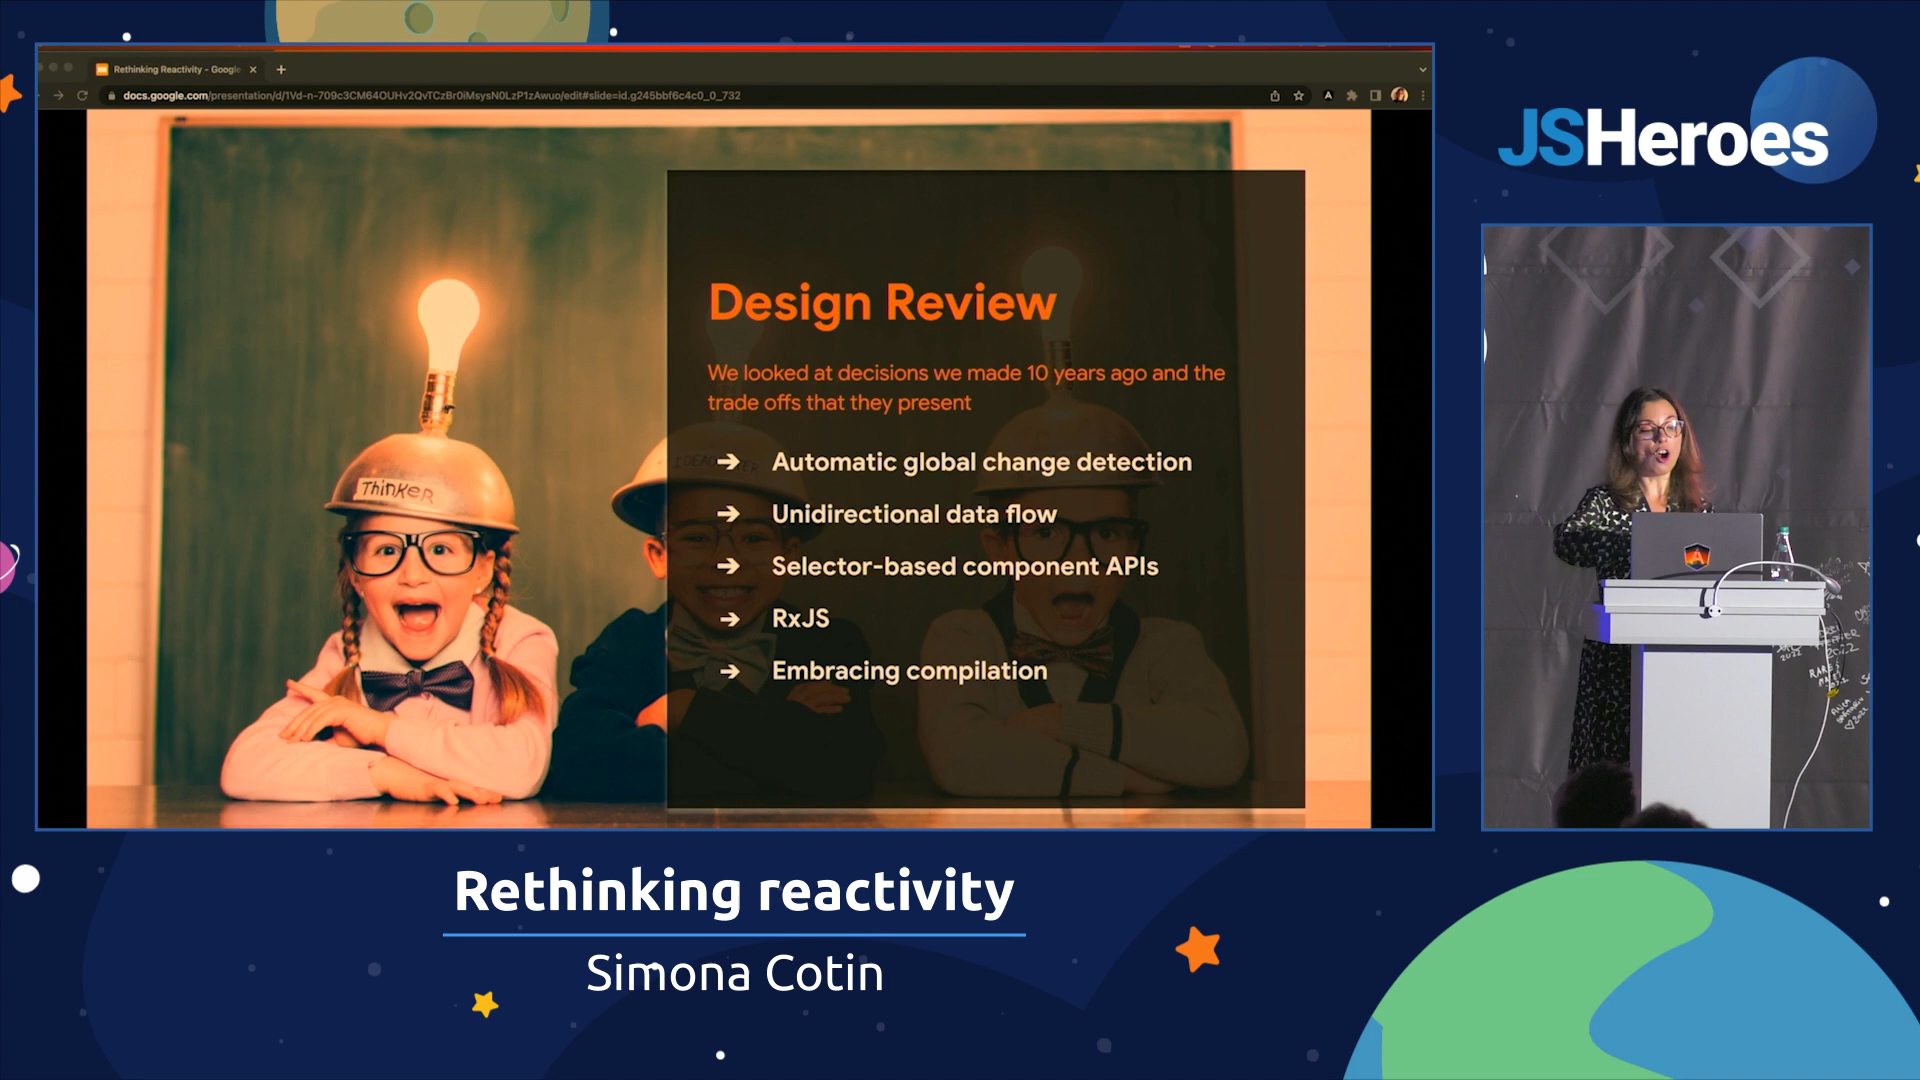 Rethinking Reactivity - Google
docs.google.com/presentation/d/1Vd-n-709c3CM64OUHv2QvTCzBr0iMsysN0LzP1zAwuo/edit#slide=id.g245bbf6c4c0_0_732
JSHeroes
Thinker
Design Review
We looked at decisions we made 10 years ago and the
trade offs that they present
→ Automatic global change detection
→ Unidirectional data flow
→ Selector-based component APIs
→ RxJS
→ Embracing compilation
A
2022
2022
Rethinking reactivity
Simona Cotin